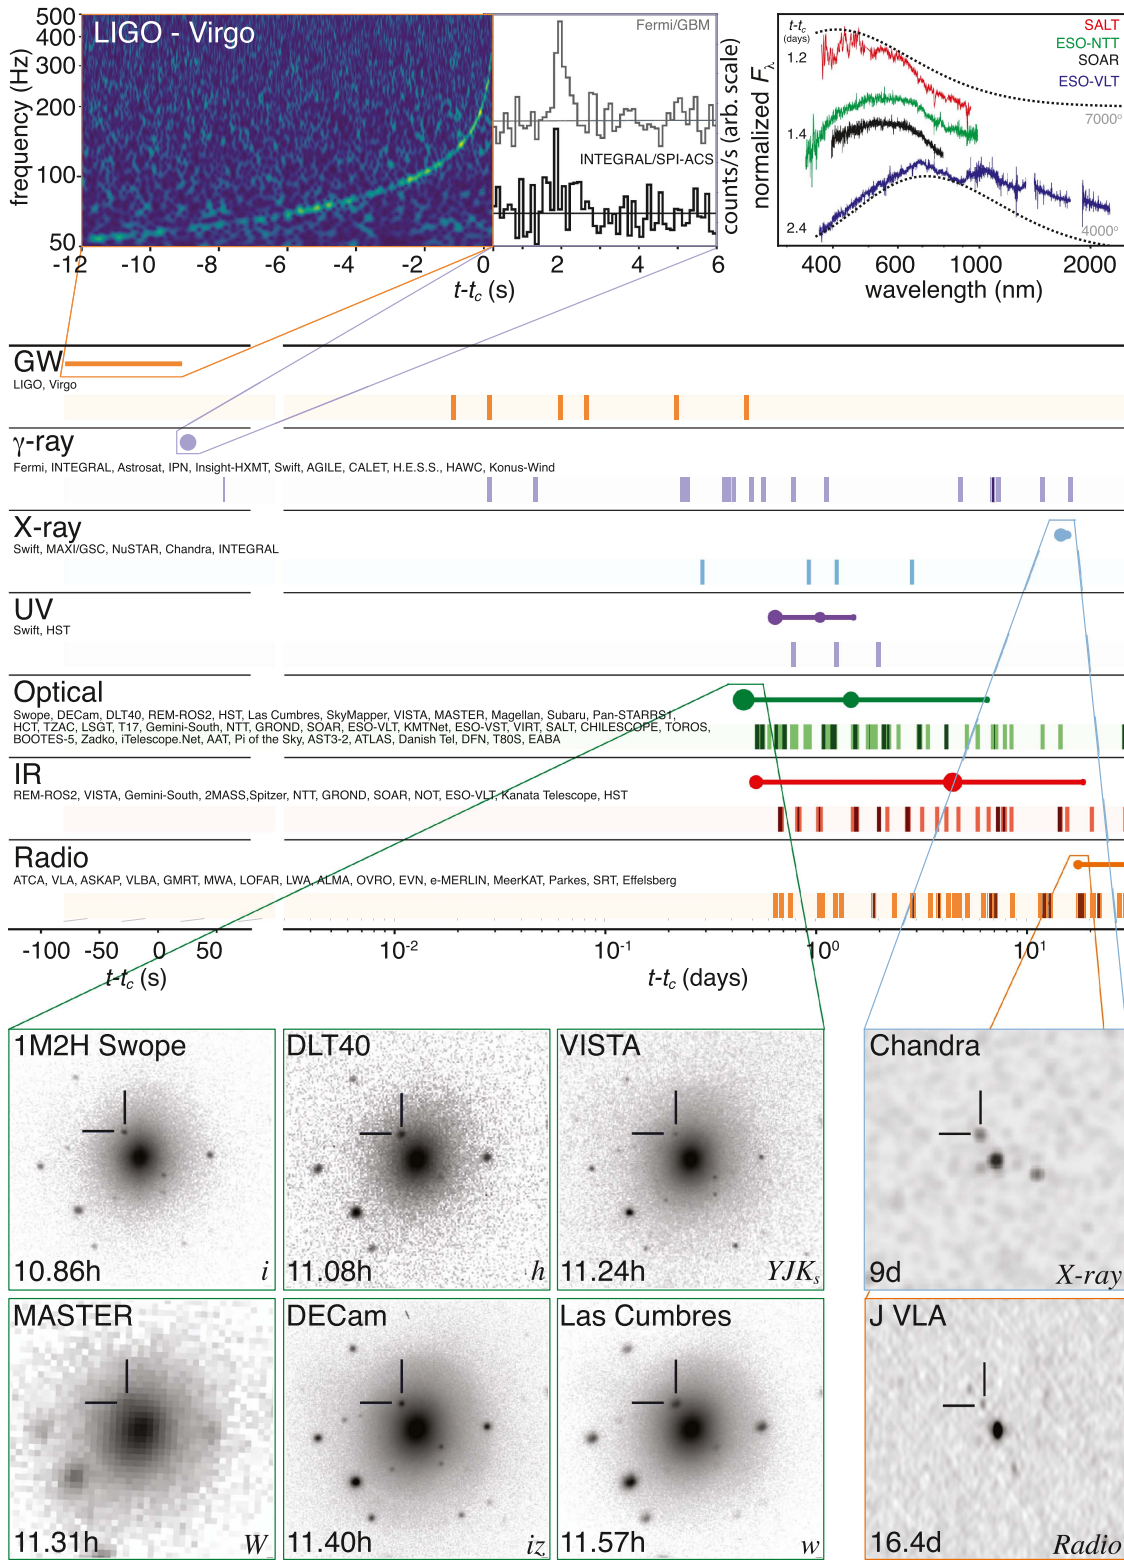 LIGO - Virgo
frequency (Hz)
500
400
300
200
100
50
-12 -10 -8 -6 -4 -2 0 2 4 6
t-tc (s)
Fermi/GBM
INTEGRAL/SPI-ACS
counts/s (arb. scale)
normalized Fλ
t-tc
(days)
1.2
1.4
2.4
SALT
ESO-NTT
SOAR
ESO-VLT
7000°
4000°
400 600 1000 2000
wavelength (nm)
GW
LIGO, Virgo
γ-ray
Fermi, INTEGRAL, Astrosat, IPN, Insight-HXMT, Swift, AGILE, CALET, H.E.S.S., HAWC, Konus-Wind
X-ray
Swift, MAXI/GSC, NuSTAR, Chandra, INTEGRAL
UV
Swift, HST
Optical
Swope, DECam, DLT40, REM-ROS2, HST, Las Cumbres, SkyMapper, VISTA, MASTER, Magellan, Subaru, Pan-STARRS1,
HCT, TZAC, LSGT, T17, Gemini-South, NTT, GROND, SOAR, ESO-VLT, KMTNet, ESO-VST, VIRT, SALT, CHILESCOPE, TOROS,
BOOTES-5, Zadko, iTelescope.Net, AAT, Pi of the Sky, AST3-2, ATLAS, Danish Tel, DFN, T80S, EABA
IR
REM-ROS2, VISTA, Gemini-South, 2MASS,Spitzer, NTT, GROND, SOAR, NOT, ESO-VLT, Kanata Telescope, HST
Radio
ATCA, VLA, ASKAP, VLBA, GMRT, MWA, LOFAR, LWA, ALMA, OVRO, EVN, e-MERLIN, MeerKAT, Parkes, SRT, Effelsberg
-100 -50 0 50 10-2 10-1 100 101
t-tc (s) t-tc (days)
1M2H Swope
10.86h i
DLT40
11.08h h
VISTA
11.24h YJKs
Chandra
9d X-ray
MASTER
11.31h W
DECam
11.40h iz
Las Cumbres
11.57h w
J VLA
16.4d Radio